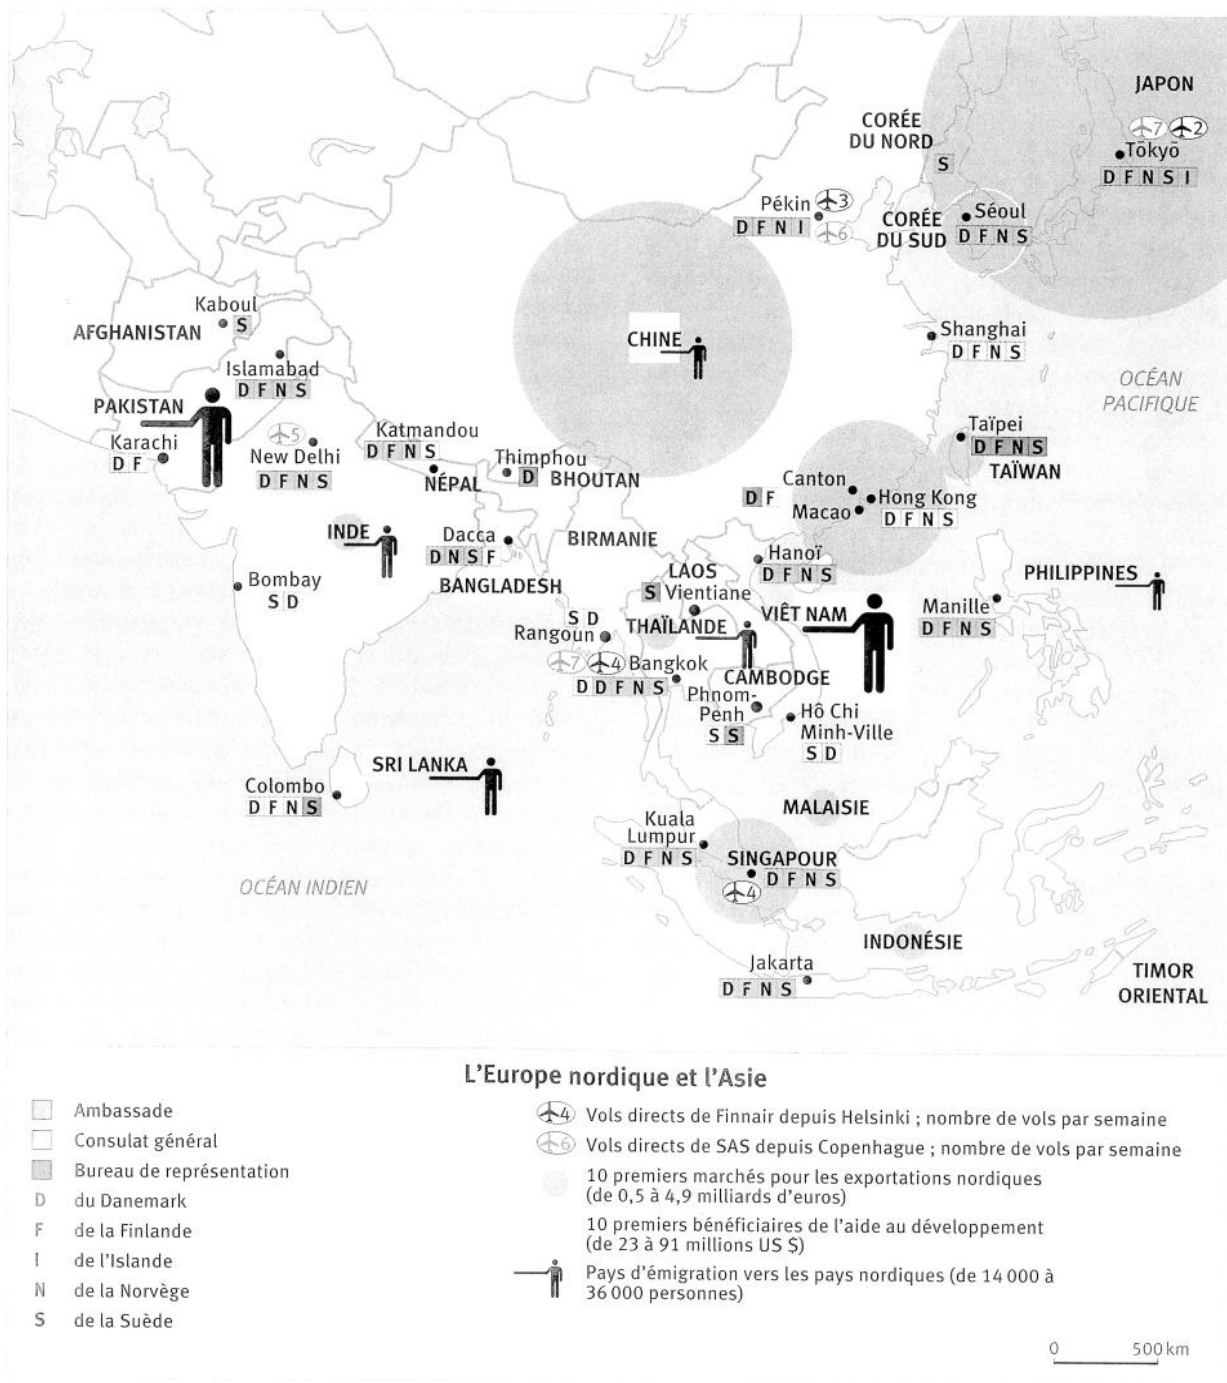 JAPON
CORÉE
DU NORD
S
7 2
Tōkyō
D F N S I
Pékin 3
D F N I 6
CORÉE
DU SUD
Séoul
D F N S
Kaboul
S
AFGHANISTAN
CHINE
Shanghai
D F N S
Islamabad
D F N S
OCÉAN
PACIFIQUE
PAKISTAN
Karachi
D F
5
New Delhi
D F N S
Katmandou
D F N S
NÉPAL
Thimphou
D BHOUTAN
Taïpei
D F N S
TAÏWAN
D F
Canton
Macao
Hong Kong
D F N S
INDE
Dacca
D N S F
BANGLADESH
BIRMANIE
Hanoï
D F N S
LAOS
S Vientiane
PHILIPPINES
Bombay
S D
S D
Rangoun
THAÏLANDE
VIÊT NAM
Manille
D F N S
7 4 Bangkok
D D F N S
CAMBODGE
Phnom-
Penh
S S
Hô Chi
Minh-Ville
S D
SRI LANKA
Colombo
D F N S
MALAISIE
Kuala
Lumpur
D F N S
SINGAPOUR
D F N S
4
OCÉAN INDIEN
INDONÉSIE
Jakarta
D F N S
TIMOR
ORIENTAL
L'Europe nordique et l'Asie
Ambassade
Consulat général
Bureau de représentation
D du Danemark
F de la Finlande
I de l'Islande
N de la Norvège
S de la Suède
4 Vols directs de Finnair depuis Helsinki ; nombre de vols par semaine
6 Vols directs de SAS depuis Copenhague ; nombre de vols par semaine
10 premiers marchés pour les exportations nordiques
(de 0,5 à 4,9 milliards d'euros)
10 premiers bénéficiaires de l'aide au développement
(de 23 à 91 millions US $)
Pays d'émigration vers les pays nordiques (de 14 000 à
36 000 personnes)
0 500 km